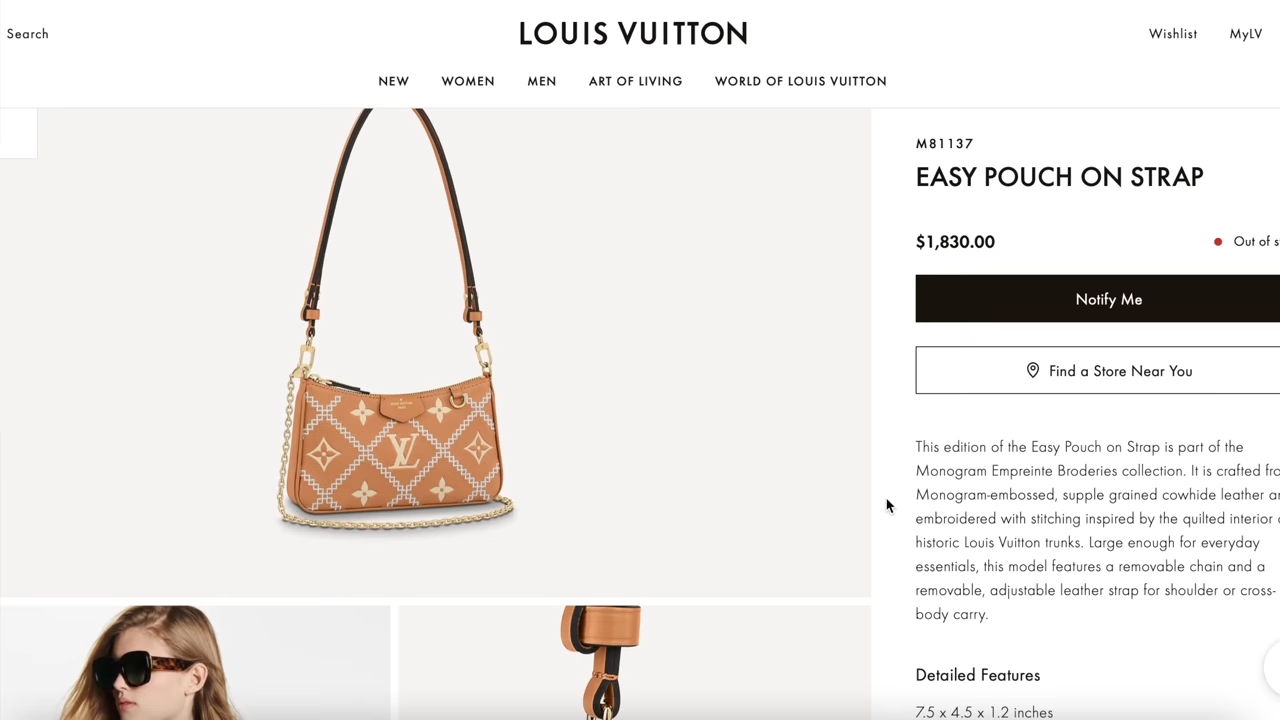 Search
LOUIS VUITTON
Wishlist
MyLV
NEW
WOMEN
MEN
ART OF LIVING
WORLD OF LOUIS VUITTON
M81137
EASY POUCH ON STRAP
$1,830.00
Out of
Notify Me
Find a Store Near You
This edition of the Easy Pouch on Strap is part of the
Monogram Empreinte Broderies collection. It is crafted
Monogram-embossed, supple grained cowhide leather
embroidered with stitching inspired by the quilted interior
historic Louis Vuitton trunks. Large enough for everyday
essentials, this model features a removable chain and a
removable, adjustable leather strap for shoulder or cross-
body carry.
Detailed Features
7.5 x 4.5 x 1.2 inches
LV